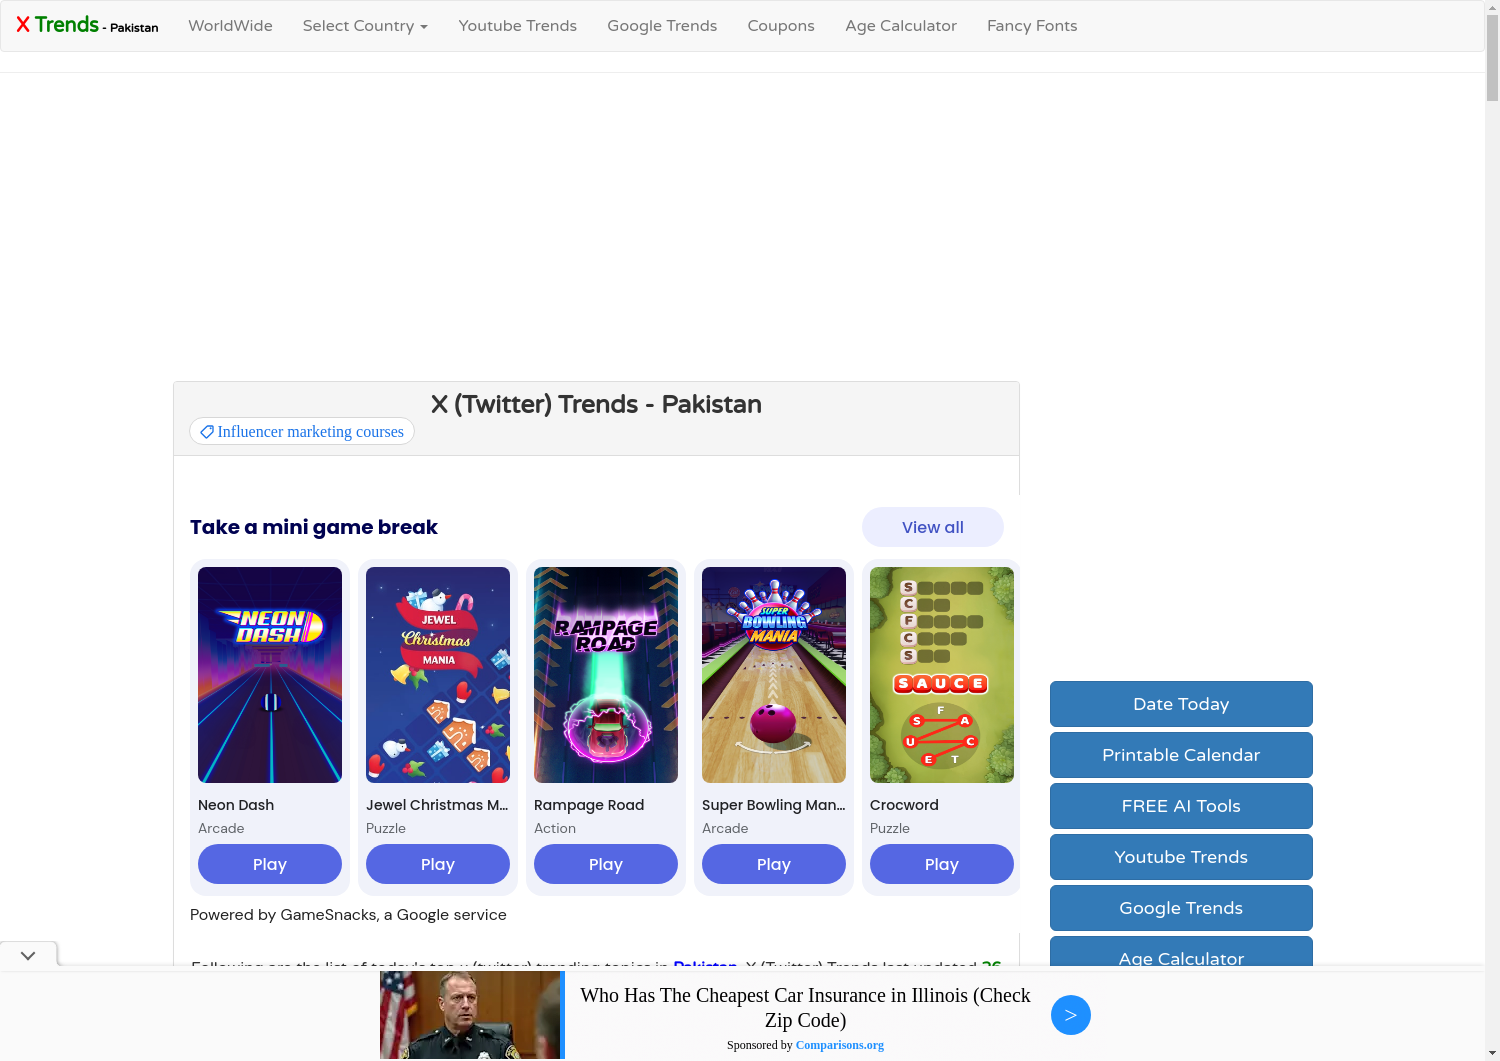 X Trends - Pakistan
WorldWide
Select Country
Youtube Trends
Google Trends
Coupons
Age Calculator
Fancy Fonts
X (Twitter) Trends - Pakistan
Influencer marketing courses
Take a mini game break
View all
NEON
DASH
JEWEL
Christmas
MANIA
RAMPAGE
ROAD
SUPER
BOWLING
MANIA
S
C
F
C
S
SAUCE
F
S
A
U
C
E
T
Neon Dash
Arcade
Play
Jewel Christmas M...
Puzzle
Play
Rampage Road
Action
Play
Super Bowling Man...
Arcade
Play
Crocword
Puzzle
Play
Powered by GameSnacks, a Google service
Following are the list of today's top x (twitter) trending topics in Pakistan. X (Twitter) Trends last updated 26
Date Today
Printable Calendar
FREE AI Tools
Youtube Trends
Google Trends
Age Calculator
Who Has The Cheapest Car Insurance in Illinois (Check
Zip Code)
Sponsored by Comparisons.org
>